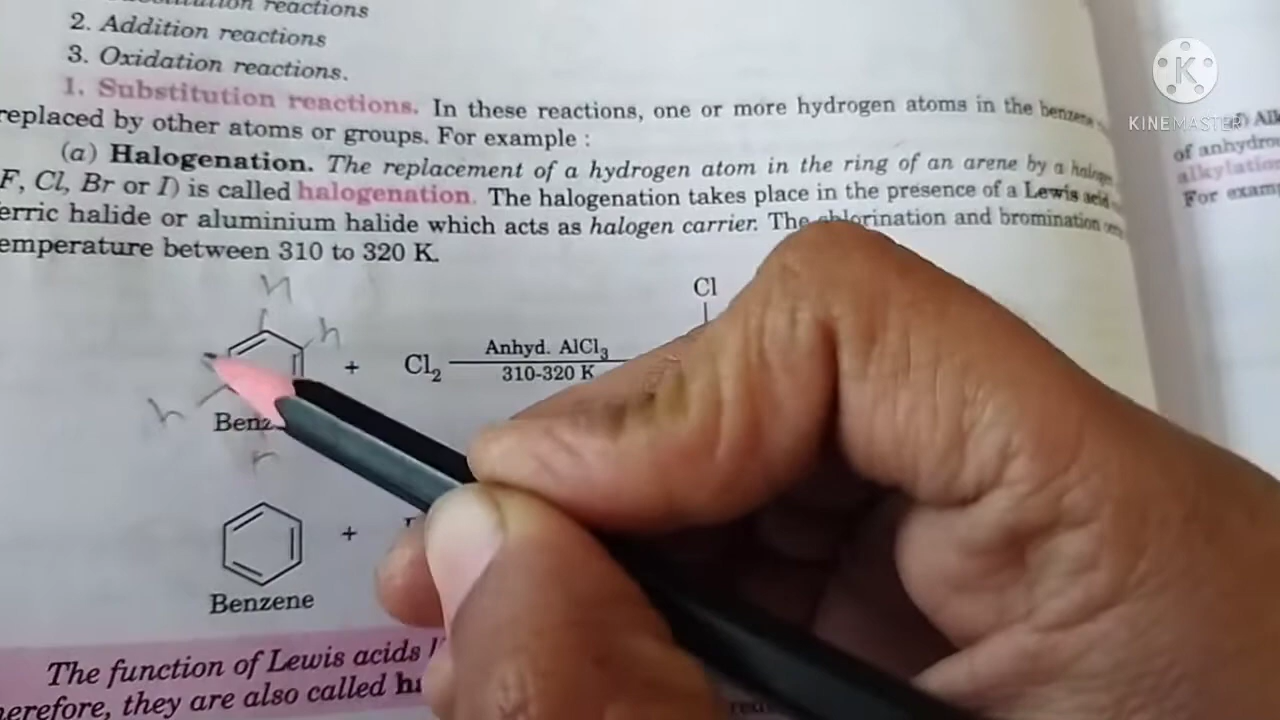 reactions
2. Addition reactions
3. Oxidation reactions.
1. Substitution reactions. In these reactions, one or more hydrogen atoms in the benzene
replaced by other atoms or groups. For example :
(a) Halogenation. The replacement of a hydrogen atom in the ring of an arene by a
F, Cl, Br or I) is called halogenation. The halogenation takes place in the presence of a Lewis acid
erric halide or aluminium halide which acts as halogen carrier. The chlorination and bromination
emperature between 310 to 320 K.
Cl
h
h
+ Cl2 Anhyd. AlCl3
310-320 K
h
Benz
+
Benzene
The function of Lewis acids
herefore, they are also called
KINEMASTER
of
alkylation
For exam